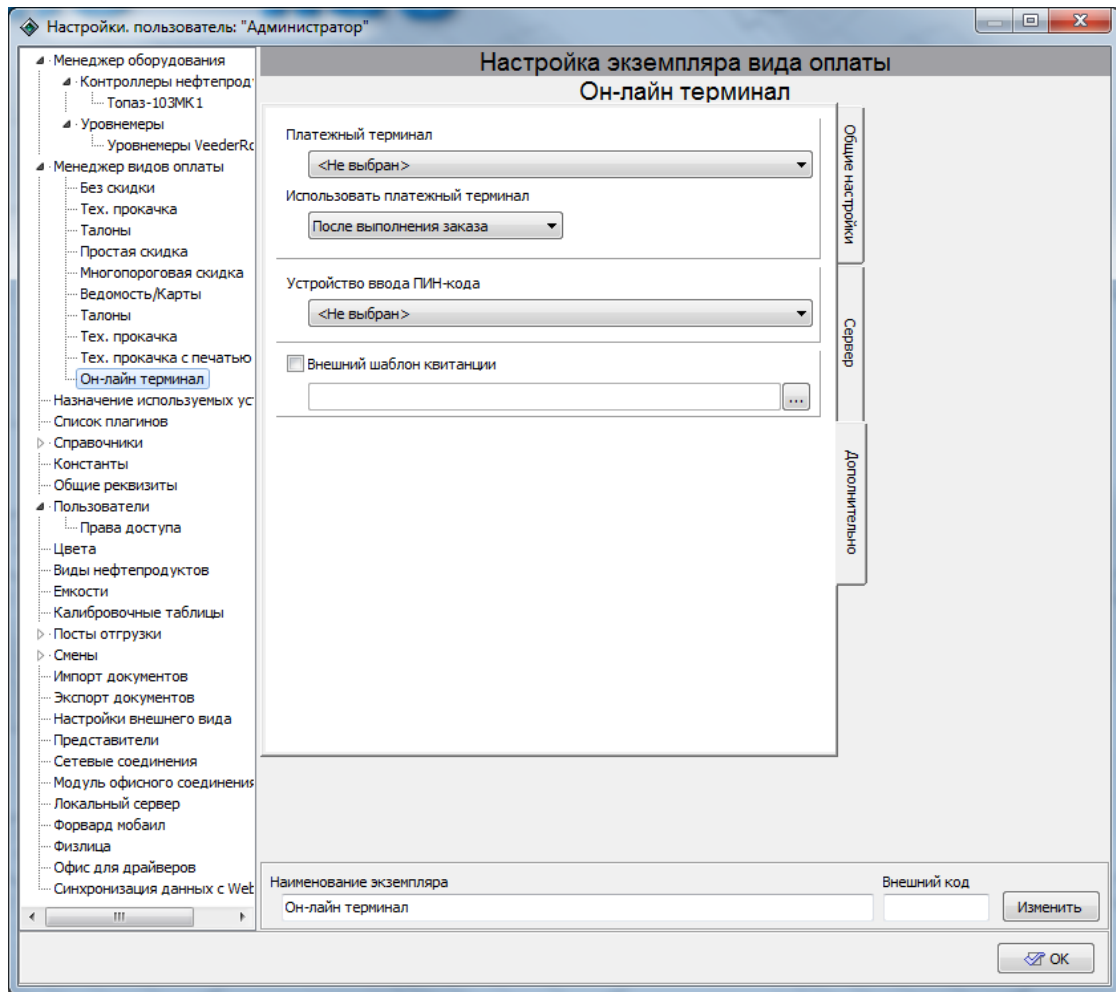 Настройки. пользователь: "Администратор"
Менеджер оборудования
Контроллеры нефтепрод
Топаз-103МК1
Уровнемеры
Уровнемеры VeederRo
Менеджер видов оплаты
Без скидки
Тех. прокачка
Талоны
Простая скидка
Многопороговая скидка
Ведомость/Карты
Талоны
Тех. прокачка
Тех. прокачка с печатью
Он-лайн терминал
Назначение используемых ус
Список плагинов
Справочники
Константы
Общие реквизиты
Пользователи
Права доступа
Цвета
Виды нефтепродуктов
Емкости
Калибровочные таблицы
Посты отгрузки
Смены
Импорт документов
Экспорт документов
Настройки внешнего вида
Представители
Сетевые соединения
Модуль офисного соединения
Локальный сервер
Форвард мобаил
Физлица
Офис для драйверов
Синхронизация данных с Web
Настройка экземпляра вида оплаты
Он-лайн терминал
Платежный терминал
<Не выбран>
Использовать платежный терминал
После выполнения заказа
Устройство ввода ПИН-кода
<Не выбран>
Внешний шаблон квитанции
...
Общие настройки
Сервер
Дополнительно
Наименование экземпляра
Внешний код
Он-лайн терминал
Изменить
OK